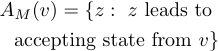 A_M(v) = {z : z leads to
accepting state from v}